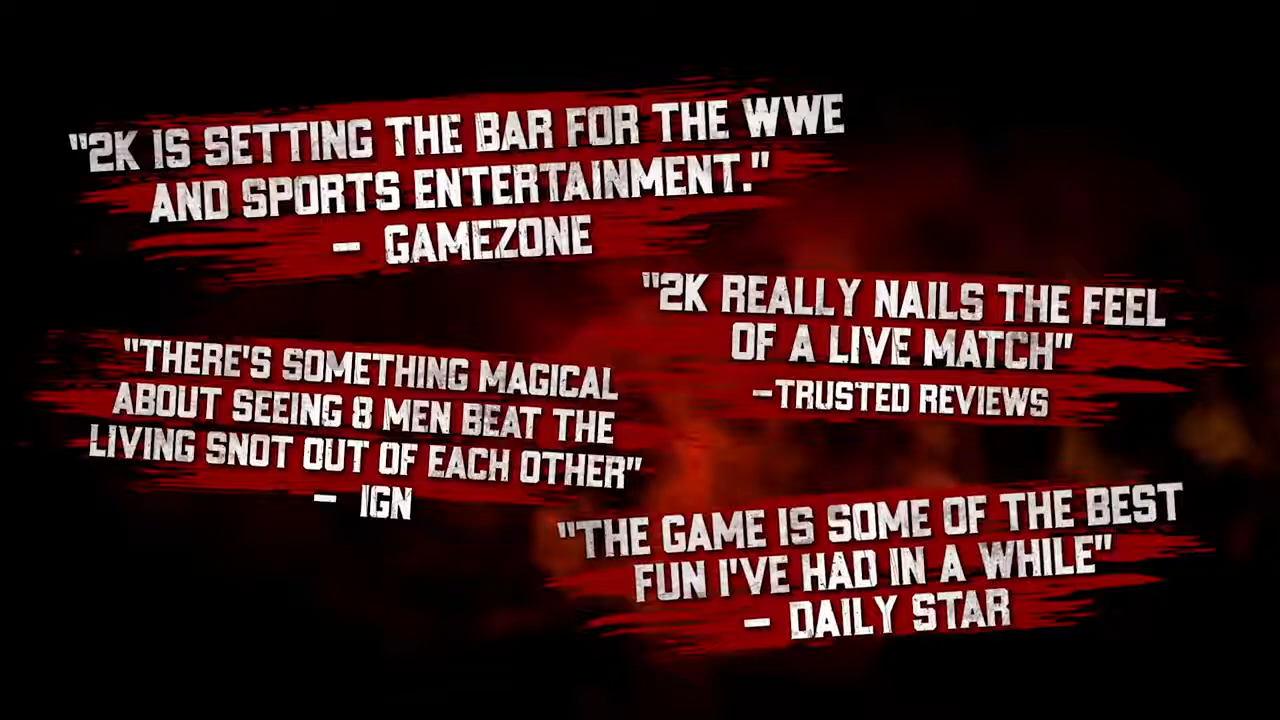 "2K IS SETTING THE BAR FOR THE WWE
AND SPORTS ENTERTAINMENT."
– GAMEZONE
"2K REALLY NAILS THE FEEL
OF A LIVE MATCH"
–TRUSTED REVIEWS
"THERE'S SOMETHING MAGICAL
ABOUT SEEING 8 MEN BEAT THE
LIVING SNOT OUT OF EACH OTHER"
– IGN
"THE GAME IS SOME OF THE BEST
FUN I'VE HAD IN A WHILE"
– DAILY STAR